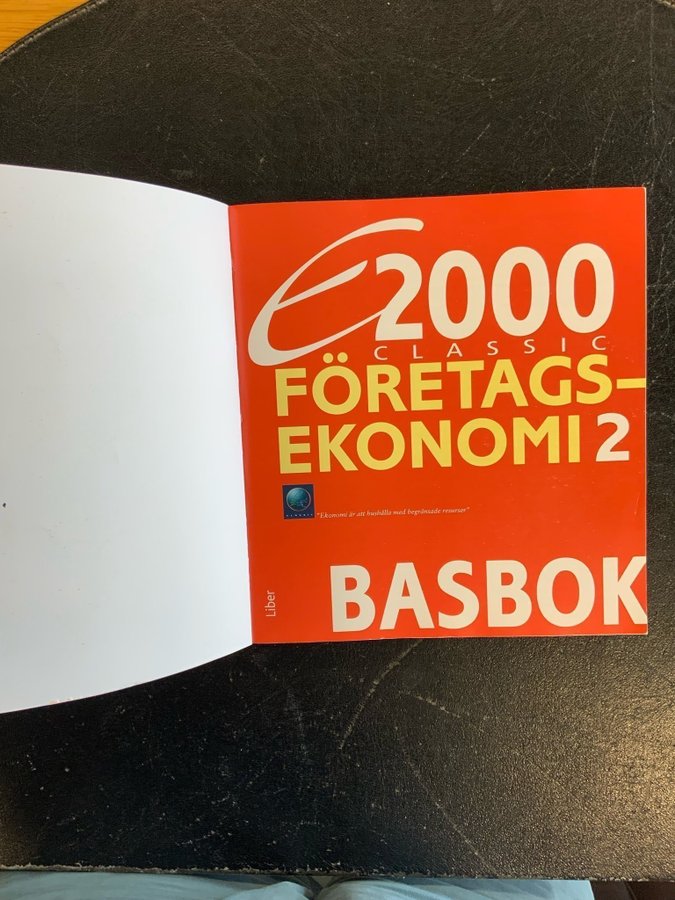 E2000
CLASSIC
FÖRETAGS-
EKONOMI 2
"Ekonomi är att hushålla med begränsade resurser"
Liber
BASBOK